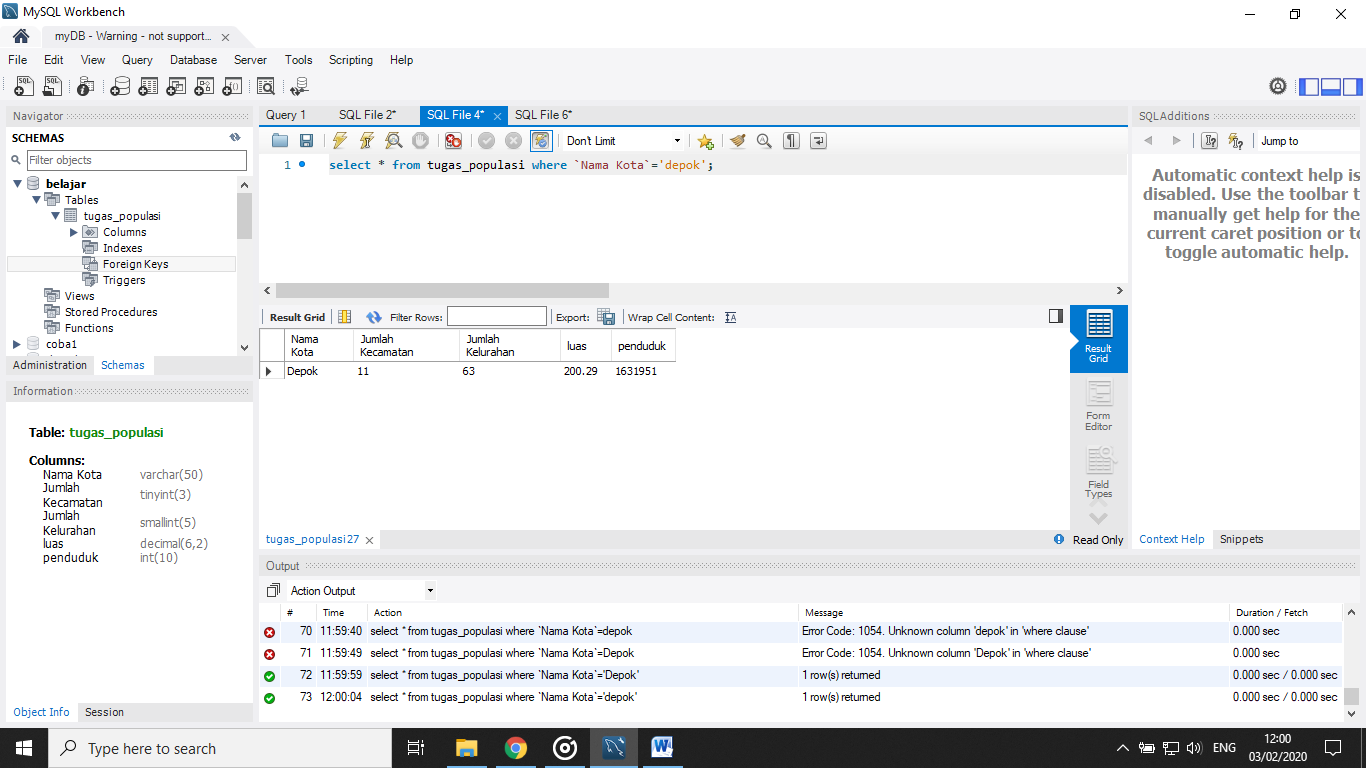 MySQL Workbench
myDB - Warning - not support...
File Edit View Query Database Server Tools Scripting Help
Navigator
SCHEMAS
Filter objects
belajar
Tables
tugas_populasi
Columns
Indexes
Foreign Keys
Triggers
Views
Stored Procedures
Functions
coba1
Administration Schemas
Information
Table: tugas_populasi
Columns:
Nama Kota varchar(50)
Jumlah Kecamatan tinyint(3)
Jumlah Kelurahan smallint(5)
luas decimal(6,2)
penduduk int(10)
Object Info Session
Query 1 SQL File 2* SQL File 4* SQL File 6*
Don't Limit
1 select * from tugas_populasi where `Nama Kota`='depok';
Result Grid Filter Rows: Export: Wrap Cell Content:
Nama Kota Jumlah Kecamatan Jumlah Kelurahan luas penduduk
Depok 11 63 200.29 1631951
Result Grid
Form Editor
Field Types
tugas_populasi27
Read Only
SQLAdditions
Jump to
Automatic context help is
disabled. Use the toolbar t
manually get help for the
current caret position or to
toggle automatic help.
Context Help Snippets
Output
Action Output
# Time Action Message Duration / Fetch
70 11:59:40 select * from tugas_populasi where `Nama Kota`=depok Error Code: 1054. Unknown column 'depok' in 'where clause' 0.000 sec
71 11:59:49 select * from tugas_populasi where `Nama Kota`=Depok Error Code: 1054. Unknown column 'Depok' in 'where clause' 0.000 sec
72 11:59:59 select * from tugas_populasi where `Nama Kota`='Depok' 1 row(s) returned 0.000 sec / 0.000 sec
73 12:00:04 select * from tugas_populasi where `Nama Kota`='depok' 1 row(s) returned 0.000 sec / 0.000 sec
Type here to search
ENG
12:00
03/02/2020